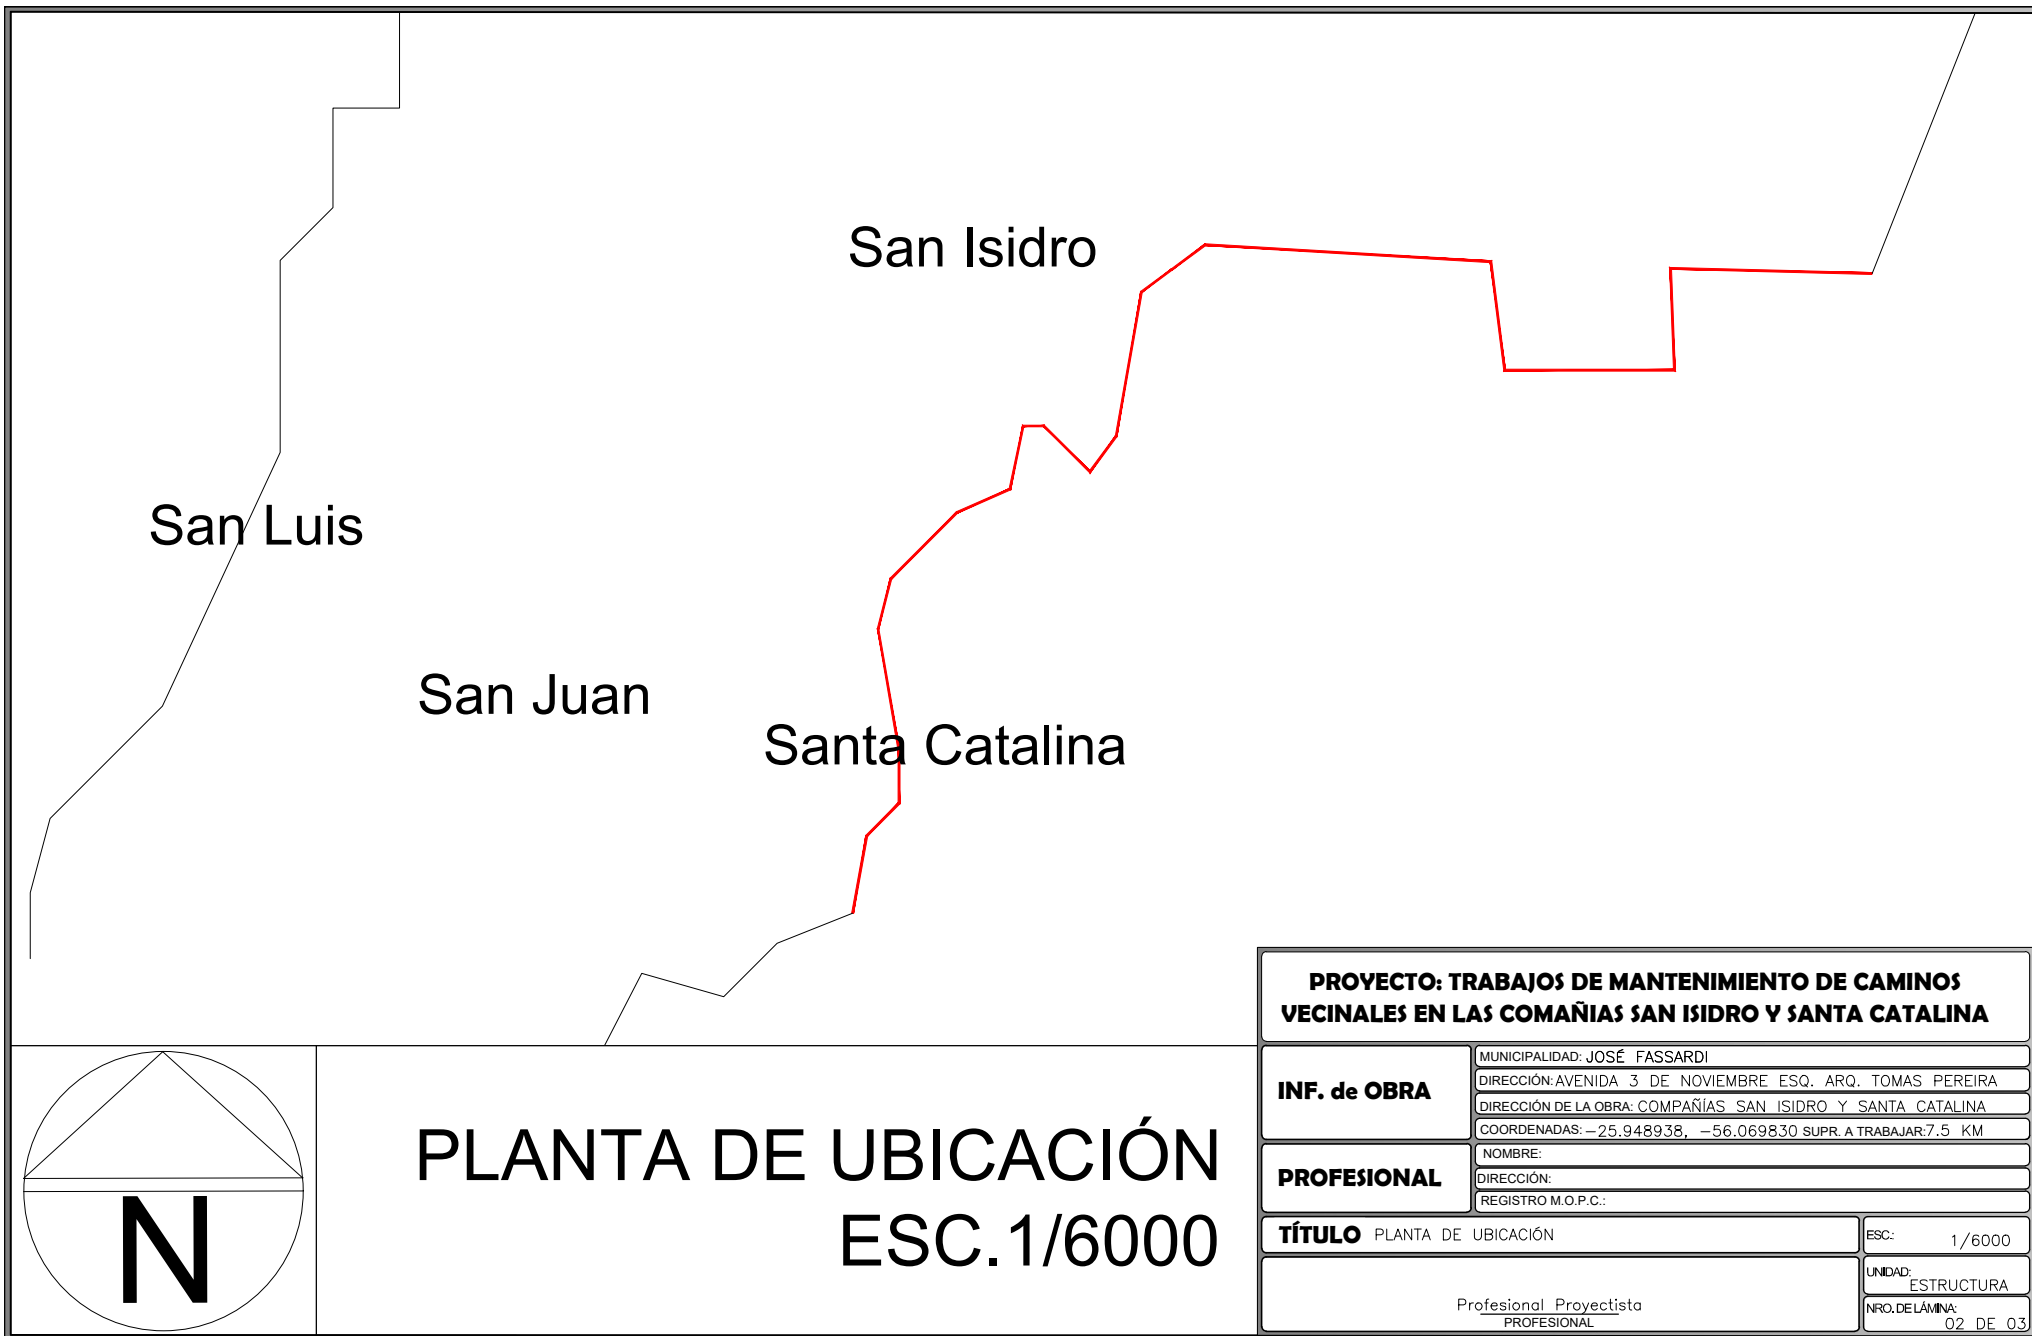 San Isidro
San Luis
San Juan
Santa Catalina
N
PLANTA DE UBICACIÓN
ESC.1/6000
PROYECTO: TRABAJOS DE MANTENIMIENTO DE CAMINOS
VECINALES EN LAS COMAÑIAS SAN ISIDRO Y SANTA CATALINA
INF. de OBRA
MUNICIPALIDAD: JOSÉ FASSARDI
DIRECCIÓN: AVENIDA 3 DE NOVIEMBRE ESQ. ARQ. TOMAS PEREIRA
DIRECCIÓN DE LA OBRA: COMPAÑÍAS SAN ISIDRO Y SANTA CATALINA
COORDENADAS: -25.948938, -56.069830 SUPR. A TRABAJAR:7.5 KM
PROFESIONAL
NOMBRE:
DIRECCIÓN:
REGISTRO M.O.P.C.:
TÍTULO PLANTA DE UBICACIÓN
ESC.: 1/6000
UNIDAD: ESTRUCTURA
Profesional Proyectista
PROFESIONAL
NRO. DE LÁMINA: 02 DE 03